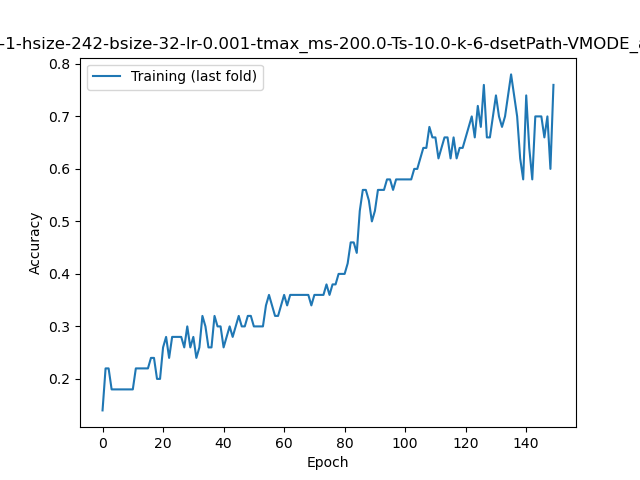 -1-hsize-242-bsize-32-lr-0.001-tmax_ms-200.0-Ts-10.0-k-6-dsetPath-VMODE_a
Training (last fold)
Accuracy
0.8
0.7
0.6
0.5
0.4
0.3
0.2
0 20 40 60 80 100 120 140
Epoch